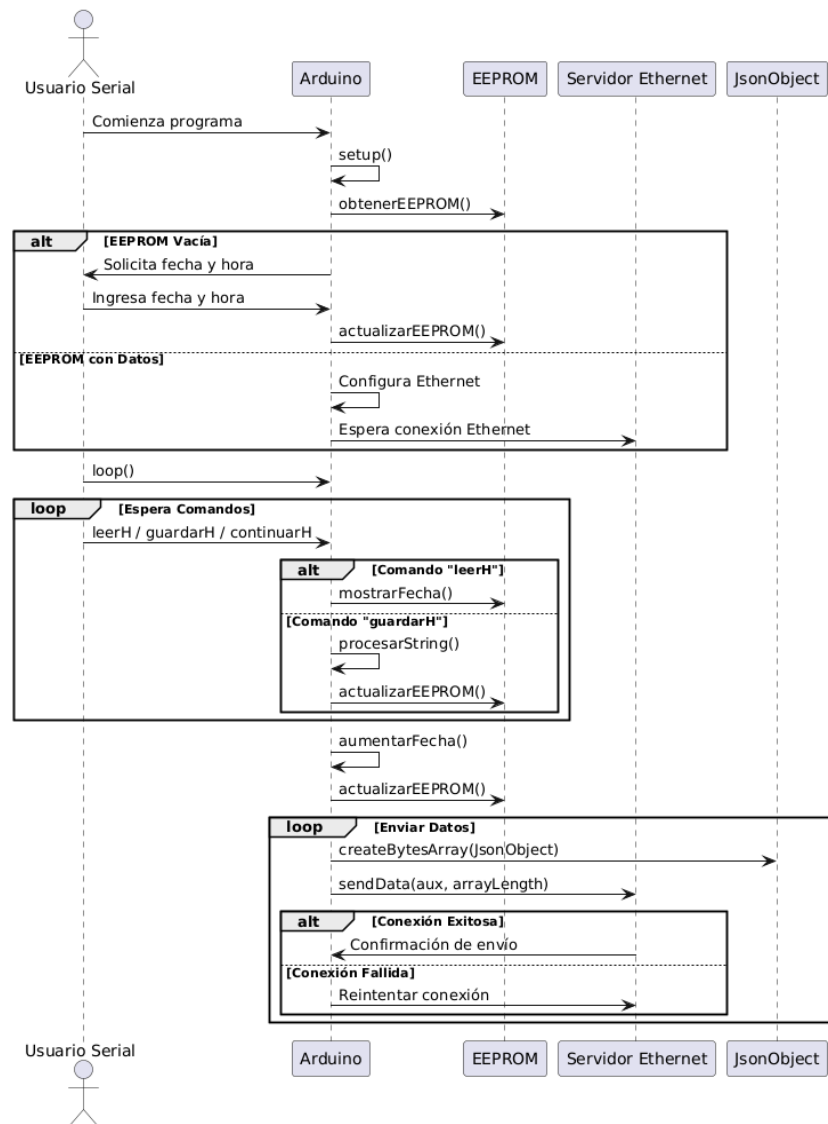 Usuario Serial
Arduino
EEPROM
Servidor Ethernet
JsonObject
Comienza programa
setup()
obtenerEEPROM()
alt [EEPROM Vacía]
Solicita fecha y hora
Ingresa fecha y hora
actualizarEEPROM()
[EEPROM con Datos]
Configura Ethernet
Espera conexión Ethernet
loop()
loop [Espera Comandos]
leerH / guardarH / continuarH
alt [Comando "leerH"]
mostrarFecha()
[Comando "guardarH"]
procesarString()
actualizarEEPROM()
aumentarFecha()
actualizarEEPROM()
loop [Enviar Datos]
createBytesArray(JsonObject)
sendData(aux, arrayLength)
alt [Conexión Exitosa]
Confirmación de envío
[Conexión Fallida]
Reintentar conexión
Usuario Serial
Arduino
EEPROM
Servidor Ethernet
JsonObject